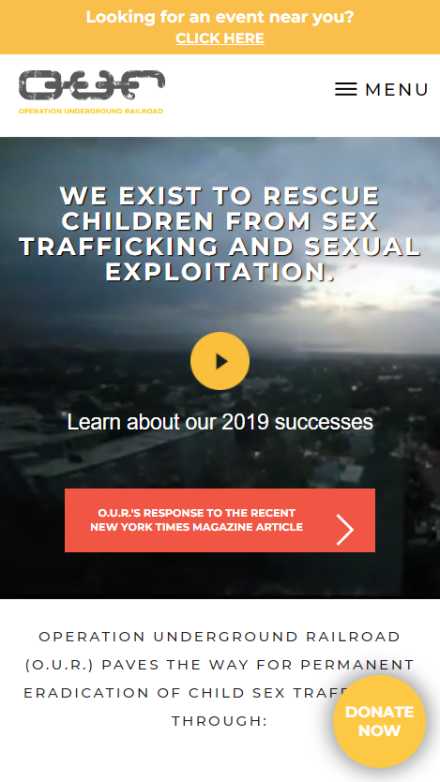 Looking for an event near you?
CLICK HERE
OUR
OPERATION UNDERGROUND RAILROAD
MENU
WE EXIST TO RESCUE
CHILDREN FROM SEX
TRAFFICKING AND SEXUAL
EXPLOITATION.
Learn about our 2019 successes
O.U.R.'S RESPONSE TO THE RECENT
NEW YORK TIMES MAGAZINE ARTICLE
OPERATION UNDERGROUND RAILROAD
(O.U.R.) PAVES THE WAY FOR PERMANENT
ERADICATION OF CHILD SEX
THROUGH:
DONATE
NOW